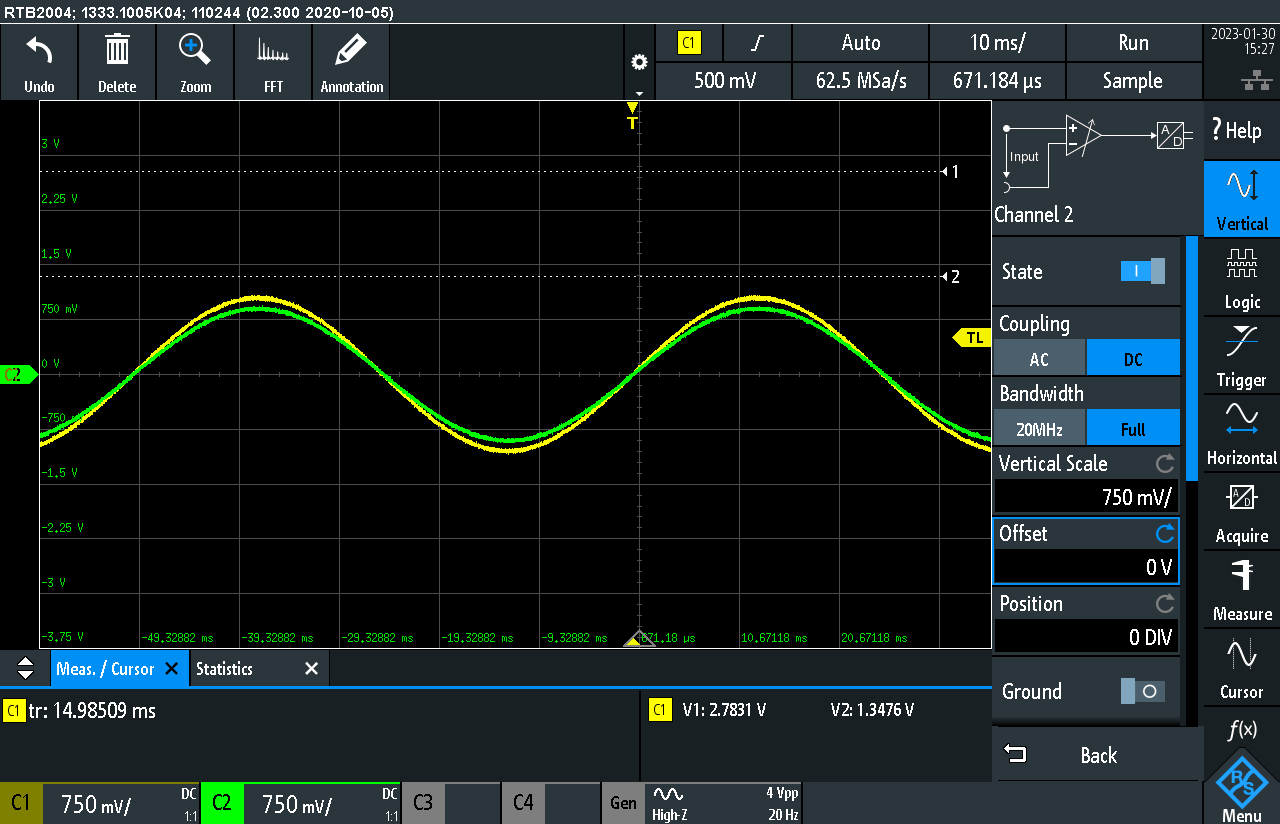 RTB2004; 1333.1005K04; 110244 (02.300 2020-10-05)
Undo
Delete
Zoom
FFT
Annotation
C1
Auto
10 ms/
Run
500 mV
62.5 MSa/s
671.184 µs
Sample
2023-01-30
15:27
T
3 V
1
2.25 V
1.5 V
2
750 mV
TL
C2
0 V
-750
-1.5 V
-2.25 V
-3 V
-3.75 V
-49.32882 ms
-39.32882 ms
-29.32882 ms
-19.32882 ms
-9.32882 ms
671.18 µs
10.67118 ms
20.67118 ms
Input
A
D
Channel 2
State
I
Coupling
AC
DC
Bandwidth
20MHz
Full
Vertical Scale
750 mV/
Offset
0 V
Position
0 DIV
Ground
O
Back
? Help
Vertical
Logic
Trigger
Horizontal
A
D
Acquire
Measure
Cursor
f(x)
R&S
Menu
Meas. / Cursor
Statistics
C1 tr: 14.98509 ms
C1 V1: 2.7831 V V2: 1.3476 V
C1 750 mV/ DC 1:1
C2 750 mV/ DC 1:1
C3
C4
Gen
High-Z
4 Vpp
20 Hz